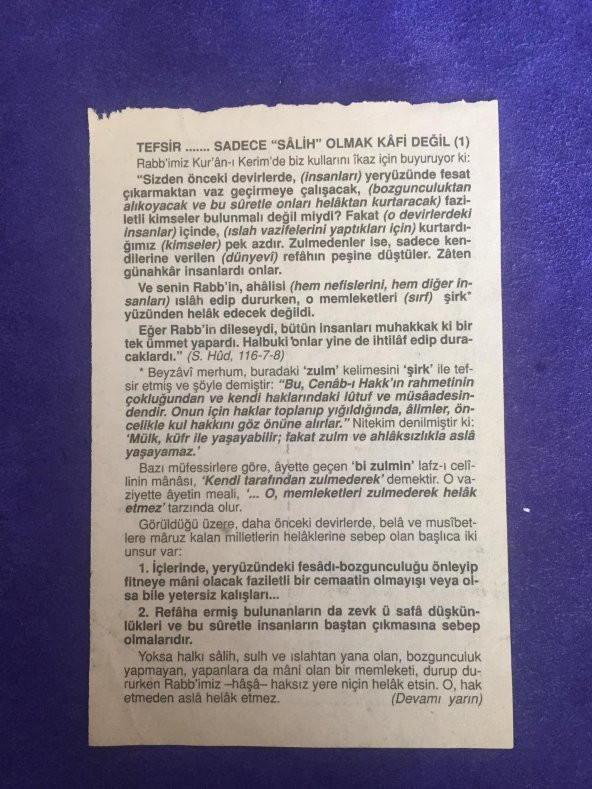 TEFSİR ....... SADECE “SÂLİH” OLMAK KÂFİ DEĞİL (1)
Rabb’imiz Kur’ân-ı Kerim’de biz kullarını îkaz için buyuruyor ki:
“Sizden önceki devirlerde, (insanları) yeryüzünde fesat
çıkarmaktan vaz geçirmeye çalışacak, (bozgunculuktan
alıkoyacak ve bu sûretle onları helâktan kurtaracak) fazi-
letli kimseler bulunmalı değil miydi? Fakat (o devirlerdeki
insanlar) içinde, (ıslah vazifelerini yaptıkları için) kurtardı-
ğımız (kimseler) pek azdır. Zulmedenler ise, sadece ken-
dilerine verilen (dünyevî) refâhın peşine düştüler. Zâten
günahkâr insanlardı onlar.
Ve senin Rabb’in, ahâlisi (hem nefislerini, hem diğer in-
sanları) ıslâh edip dururken, o memleketleri (sırf) şirk*
yüzünden helâk edecek değildi.
Eğer Rabb’in dileseydi, bütün insanları muhakkak ki bir
tek ümmet yapardı. Halbuki onlar yine de ihtilâf edip dura-
caklardı.” (S. Hûd, 116-7-8)
* Beyzâvî merhum, buradaki ‘zulm’ kelimesini ‘şirk’ ile tef-
sir etmiş ve şöyle demiştir: “Bu, Cenâb-ı Hakk’ın rahmetinin
çokluğundan ve kendi haklarındaki lûtuf ve müsâadesin-
dendir. Onun için haklar toplanıp yığıldığında, âlimler, ön-
celikle kul hakkını göz önüne alırlar.” Nitekim denilmiştir ki:
‘Mülk, küfr ile yaşayabilir; fakat zulm ve ahlâksızlıkla aslâ
yaşayamaz.’
Bazı müfessirlere göre, âyette geçen ‘bi zulmin’ lafz-ı celî-
linin mânâsı, ‘Kendi tarafından zulmederek’ demektir. O va-
ziyette âyetin meali, ‘... O, memleketleri zulmederek helâk
etmez’ tarzında olur.
Görüldüğü üzere, daha önceki devirlerde, belâ ve musîbet-
lere mâruz kalan milletlerin helâklerine sebep olan başlıca iki
unsur var:
1. İçlerinde, yeryüzündeki fesâdı-bozgunculuğu önleyip
fitneye mâni olacak faziletli bir cemaatin olmayışı veya ol-
sa bile yetersiz kalışları...
2. Refâha ermiş bulunanların da zevk ü safâ düşkün-
lükleri ve bu sûretle insanların baştan çıkmasına sebep
olmalarıdır.
Yoksa halkı sâlih, sulh ve ıslahtan yana olan, bozgunculuk
yapmayan, yapanlara da mâni olan bir memleketi, durup du-
rurken Rabb’imiz –hâşâ– haksız yere niçin helâk etsin. O, hak
etmeden aslâ helâk etmez. (Devamı yarın)